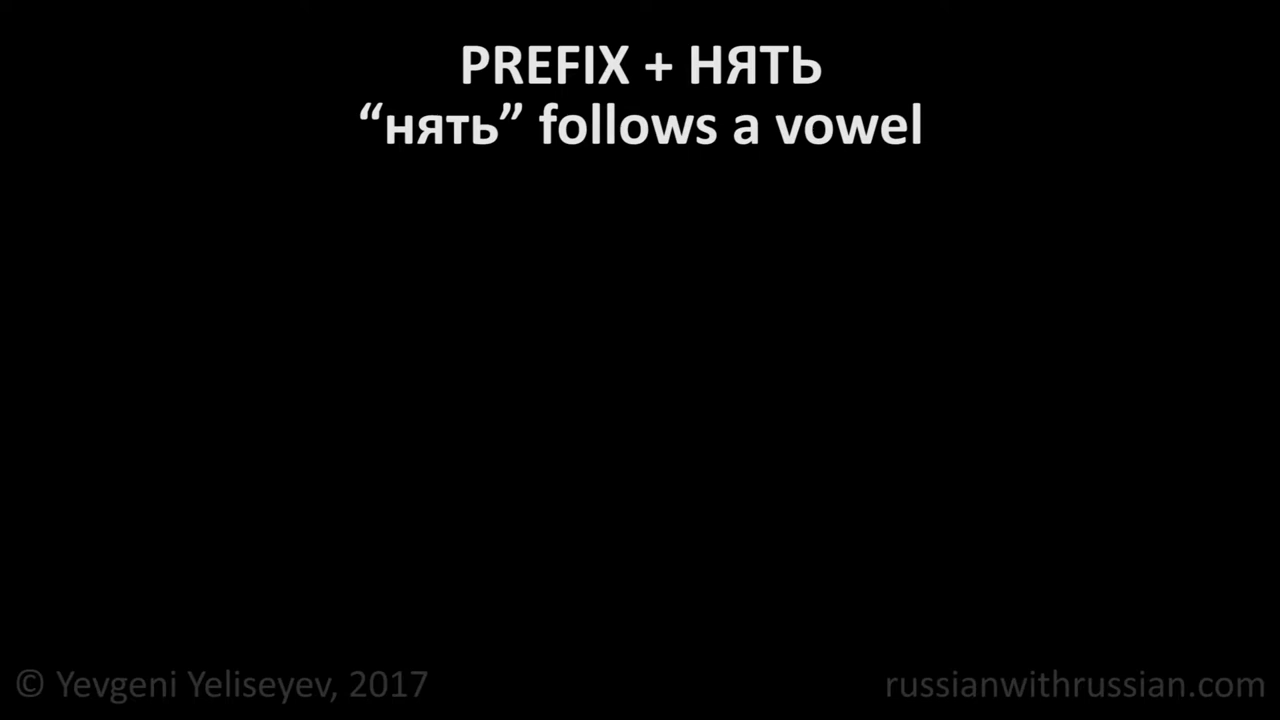 PREFIX + НЯТЬ
“нять” follows a vowel
© Yevgeni Yeliseyev, 2017
russianwithrussian.com